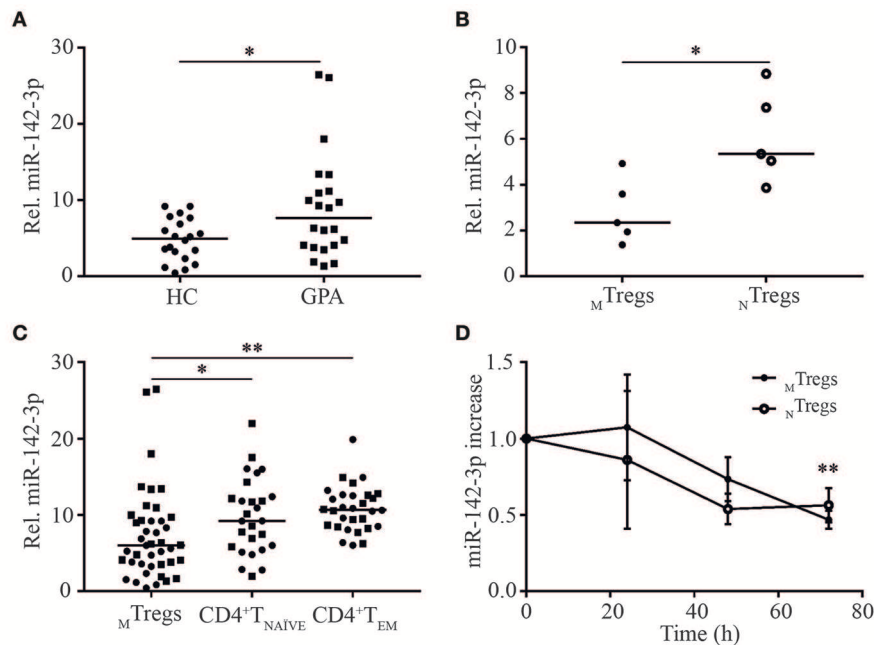 A
Rel. miR-142-3p
30
20
10
0
*
HC
GPA
B
Rel. miR-142-3p
10
8
6
4
2
0
*
MTregs
NTregs
C
Rel. miR-142-3p
30
20
10
0
**
*
MTregs
CD4+TNAÏVE
CD4+TEM
D
miR-142-3p increase
1.5
1.0
0.5
0.0
MTregs
NTregs
**
0 20 40 60 80
Time (h)